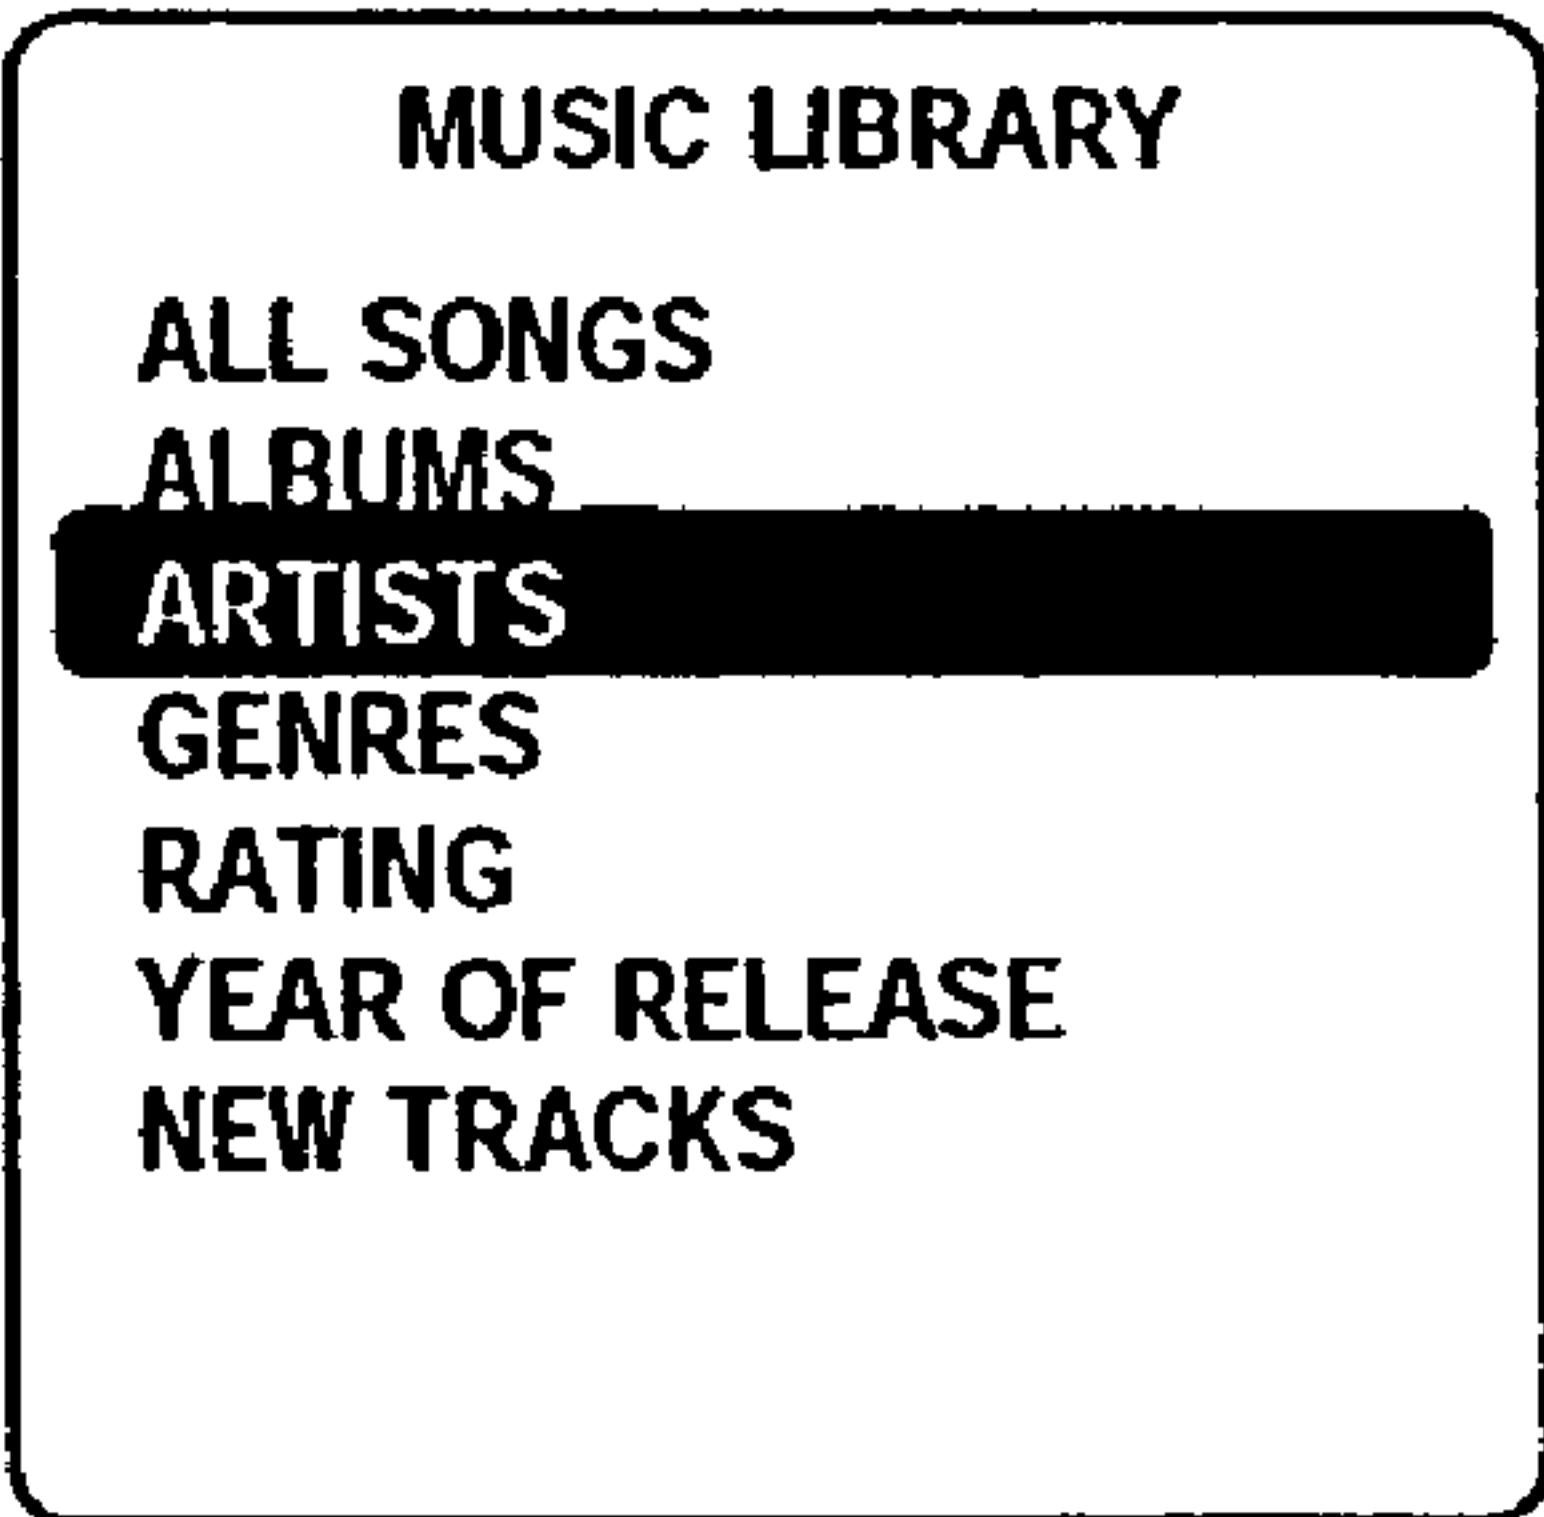 MUSIC LIBRARY
ALL SONGS
ALBUMS
ARTISTS
GENRES
RATING
YEAR OF RELEASE
NEW TRACKS